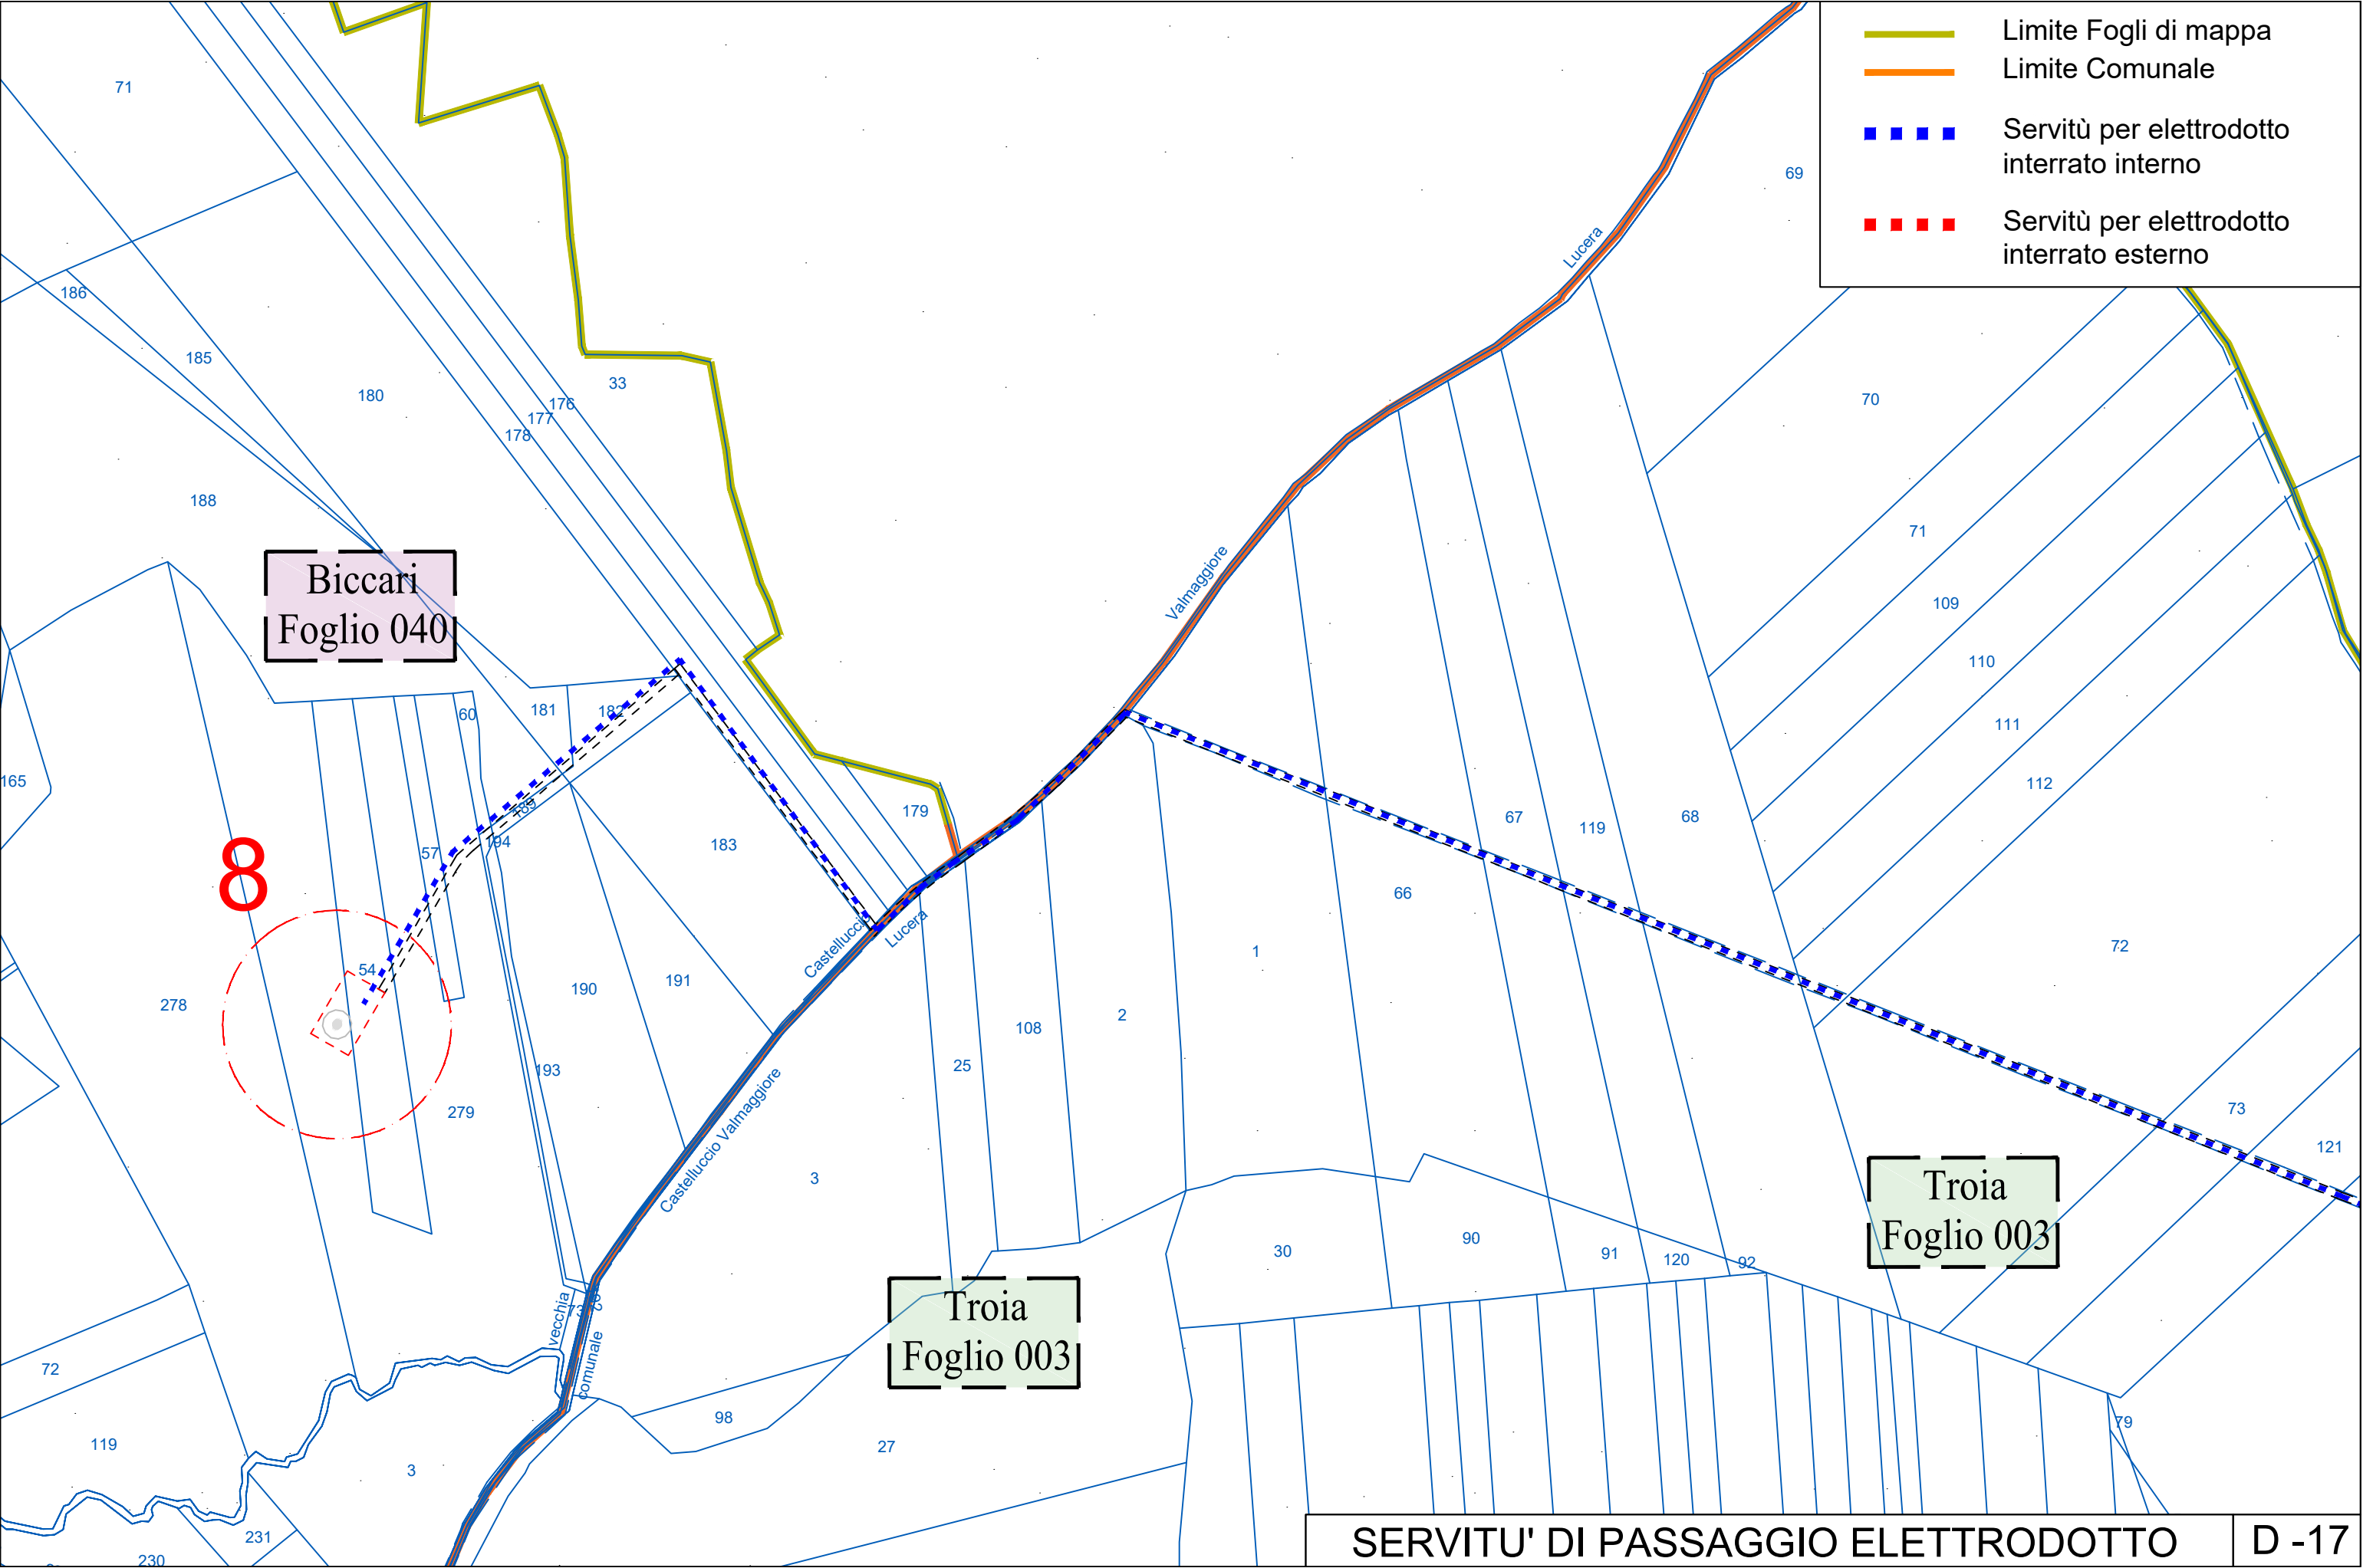 Limite Fogli di mappa
Limite Comunale
Servitù per elettrodotto
interrato interno
Servitù per elettrodotto
interrato esterno
71
69
Lucera
186
185
180
33
176
177
178
70
188
71
Biccari
Foglio 040
Valmaggiore
109
110
60
181
182
111
165
112
179
189
67
119
68
194
183
57
8
66
Castelluccio
Lucera
1
72
54
191
190
278
2
108
25
193
73
279
121
3
Castelluccio Valmaggiore
Troia
Foglio 003
30
90
91
120
92
Troia
Foglio 003
73
vecchia
comunale
72
98
79
119
27
3
231
230
SERVITU' DI PASSAGGIO ELETTRODOTTO
D -17